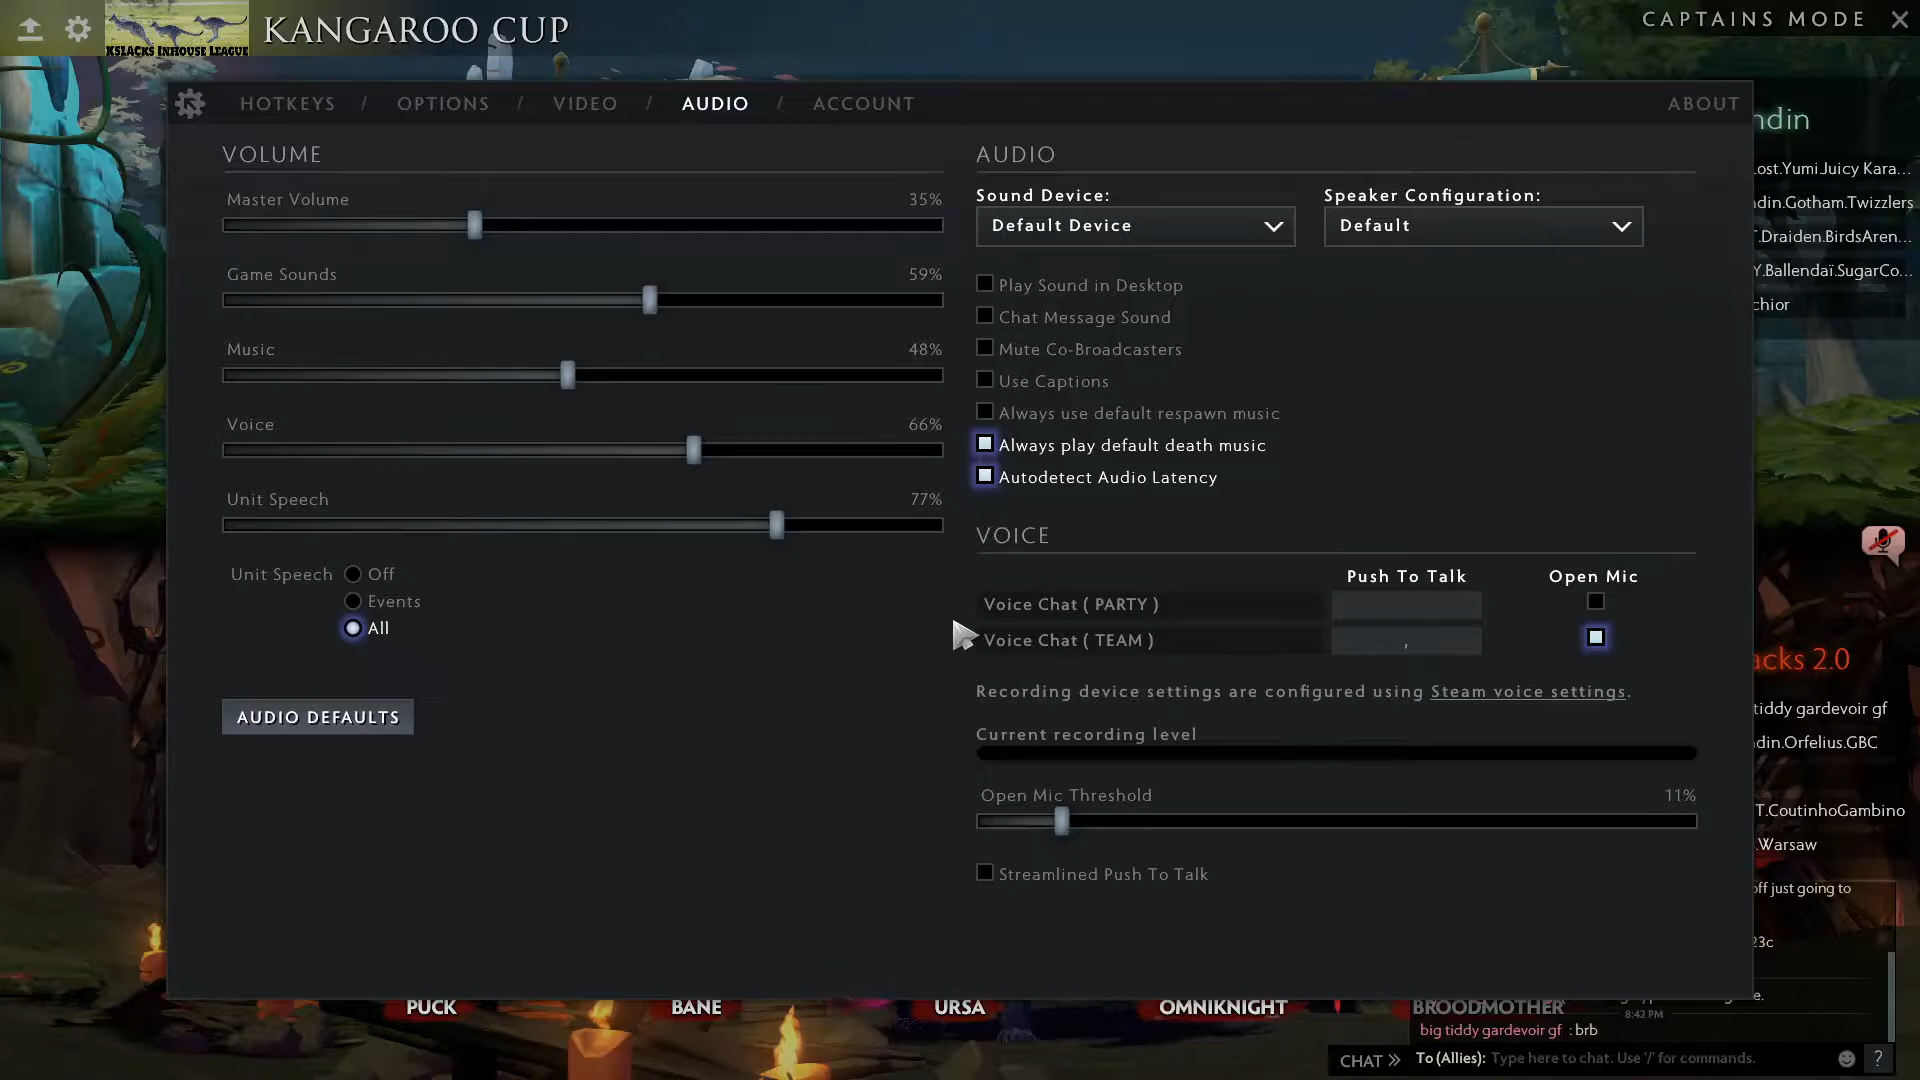 KSLACKS INHOUSE LEAGUE
KANGAROO CUP
CAPTAINS MODE
HOTKEYS / OPTIONS / VIDEO / AUDIO / ACCOUNT
ABOUT
VOLUME
Master Volume 35%
Game Sounds 59%
Music 48%
Voice 66%
Unit Speech 77%
Unit Speech Off
Events
All
AUDIO DEFAULTS
AUDIO
Sound Device: Speaker Configuration:
Default Device Default
Play Sound in Desktop
Chat Message Sound
Mute Co-Broadcasters
Use Captions
Always use default respawn music
Always play default death music
Autodetect Audio Latency
VOICE
Push To Talk Open Mic
Voice Chat ( PARTY )
Voice Chat ( TEAM ) ,
Recording device settings are configured using Steam voice settings.
Current recording level
Open Mic Threshold 11%
Streamlined Push To Talk
ndin
Lost.Yumi.Juicy Kara...
ndin.Gotham.Twizzlers
T.Draiden.BirdsAren...
Y.Ballendaï.SugarCo...
chior
acks 2.0
tiddy gardevoir gf
ndin.Orfelius.GBC
T.CoutinhoGambino
.Warsaw
off just going to
23c
PUCK BANE URSA OMNIKNIGHT BROODMOTHER
8:42 PM
big tiddy gardevoir gf : brb
CHAT >> To (Allies): Type here to chat. Use '/' for commands. ?